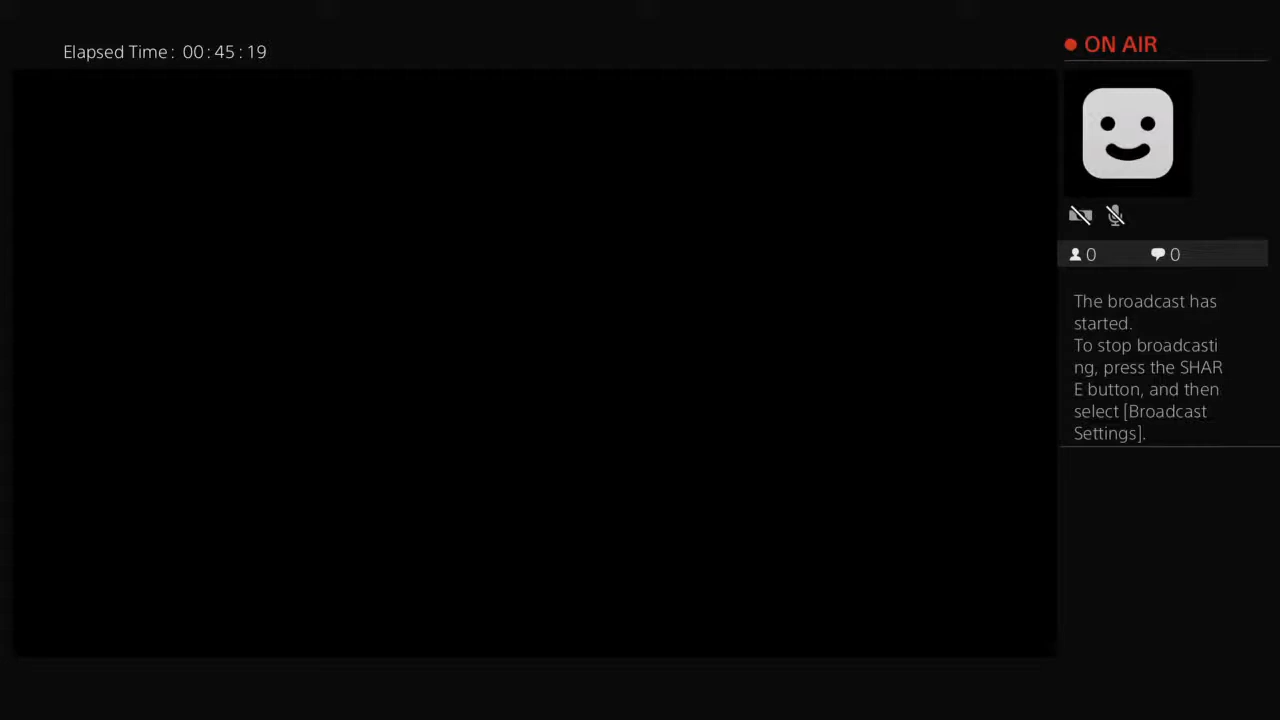 Elapsed Time: 00:45:19
ON AIR
0 0
The broadcast has
started.
To stop broadcasti
ng, press the SHAR
E button, and then
select [Broadcast
Settings].